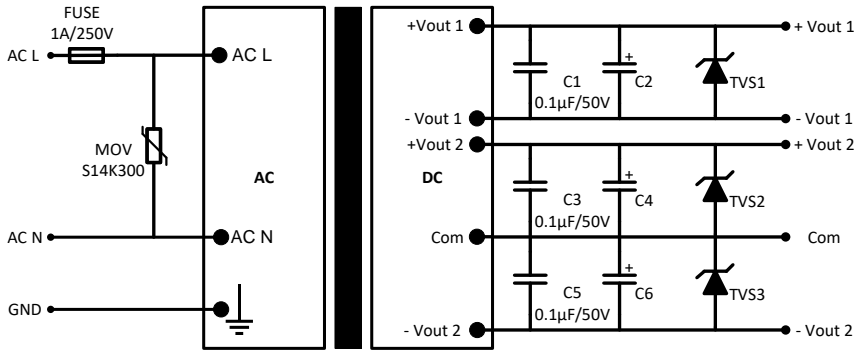 FUSE
1A/250V
AC L
AC L
MOV
S14K300
AC N
AC N
GND
AC
DC
+Vout 1
+ Vout 1
C1
0.1µF/50V
+
C2
TVS1
- Vout 1
- Vout 1
+Vout 2
+ Vout 2
C3
0.1µF/50V
+
C4
TVS2
Com
Com
C5
0.1µF/50V
+
C6
TVS3
- Vout 2
- Vout 2